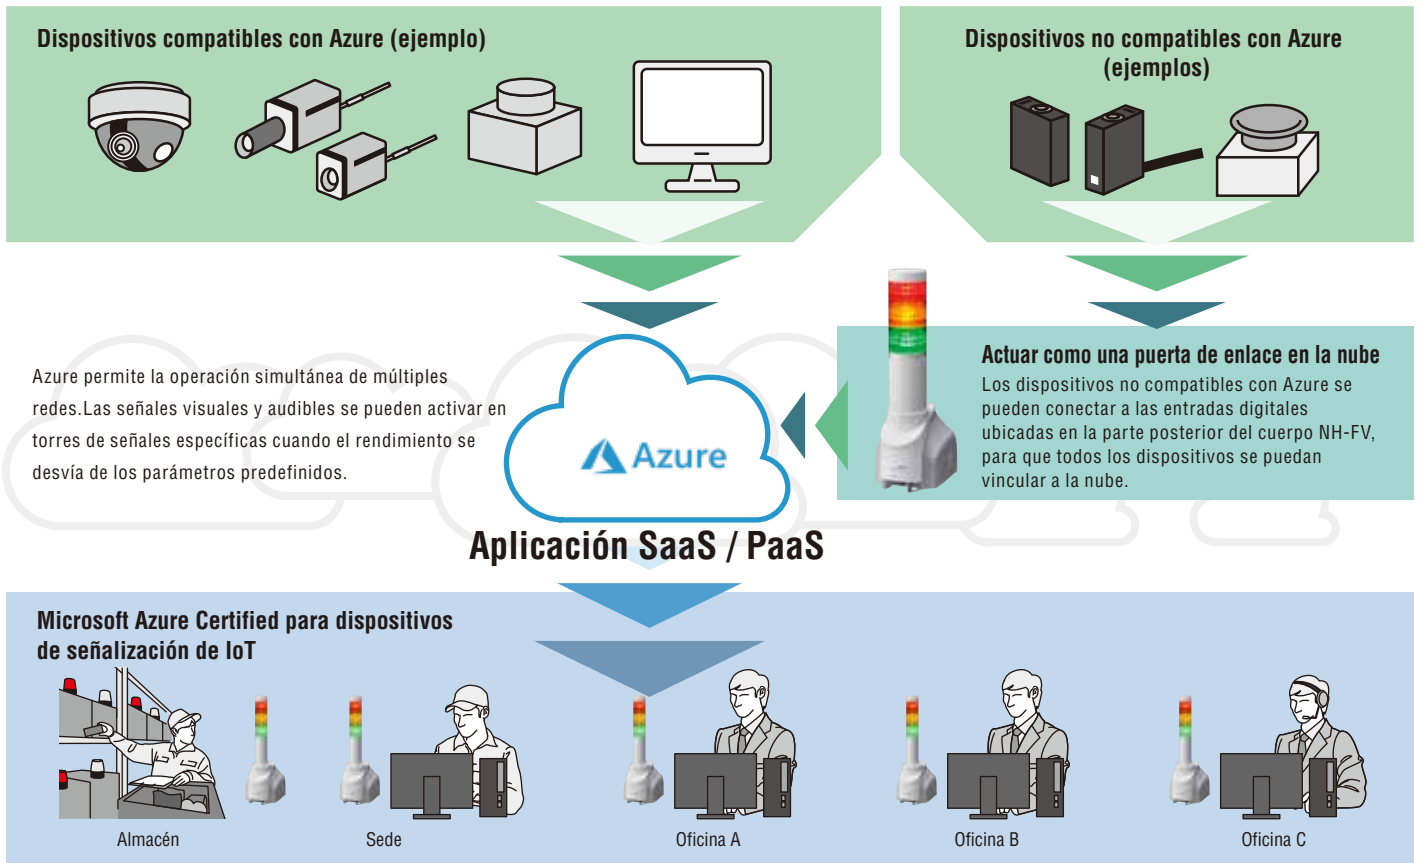 Dispositivos compatibles con Azure (ejemplo)
Dispositivos no compatibles con Azure
(ejemplos)
Azure permite la operación simultánea de múltiples
redes.Las señales visuales y audibles se pueden activar en
torres de señales específicas cuando el rendimiento se
desvía de los parámetros predefinidos.
Azure
Actuar como una puerta de enlace en la nube
Los dispositivos no compatibles con Azure se
pueden conectar a las entradas digitales
ubicadas en la parte posterior del cuerpo NH-FV,
para que todos los dispositivos se puedan
vincular a la nube.
Aplicación SaaS / PaaS
Microsoft Azure Certified para dispositivos
de señalización de IoT
Almacén
Sede
Oficina A
Oficina B
Oficina C